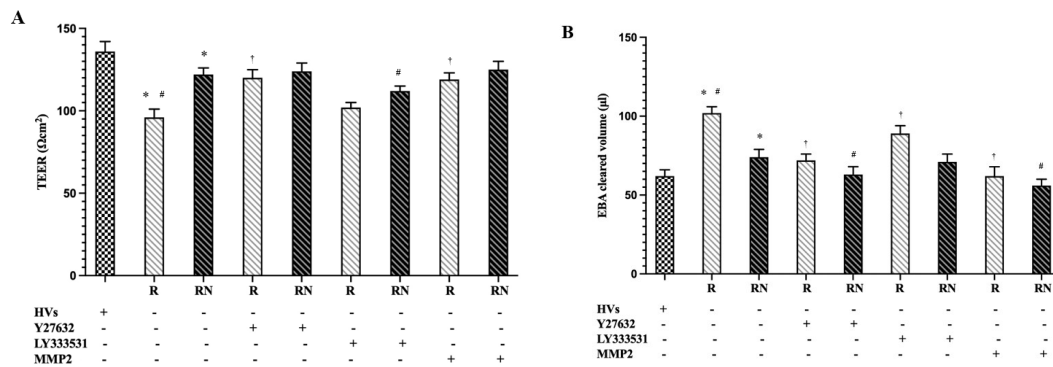 A
150
100
50
0
TEER (Ωcm²)
* #
*
†
#
†
R RN R RN R RN R RN
HVs + - - - - - - - -
Y27632 - - - + + - - - -
LY333531 - - - - - + + - -
MMP2 - - - - - - - + +
B
150
100
50
0
EBA cleared volume (µl)
* #
*
†
#
†
†
#
R RN R RN R RN R RN
HVs + - - - - - - - -
Y27632 - - - + + - - - -
LY333531 - - - - - + + - -
MMP2 - - - - - - - + +